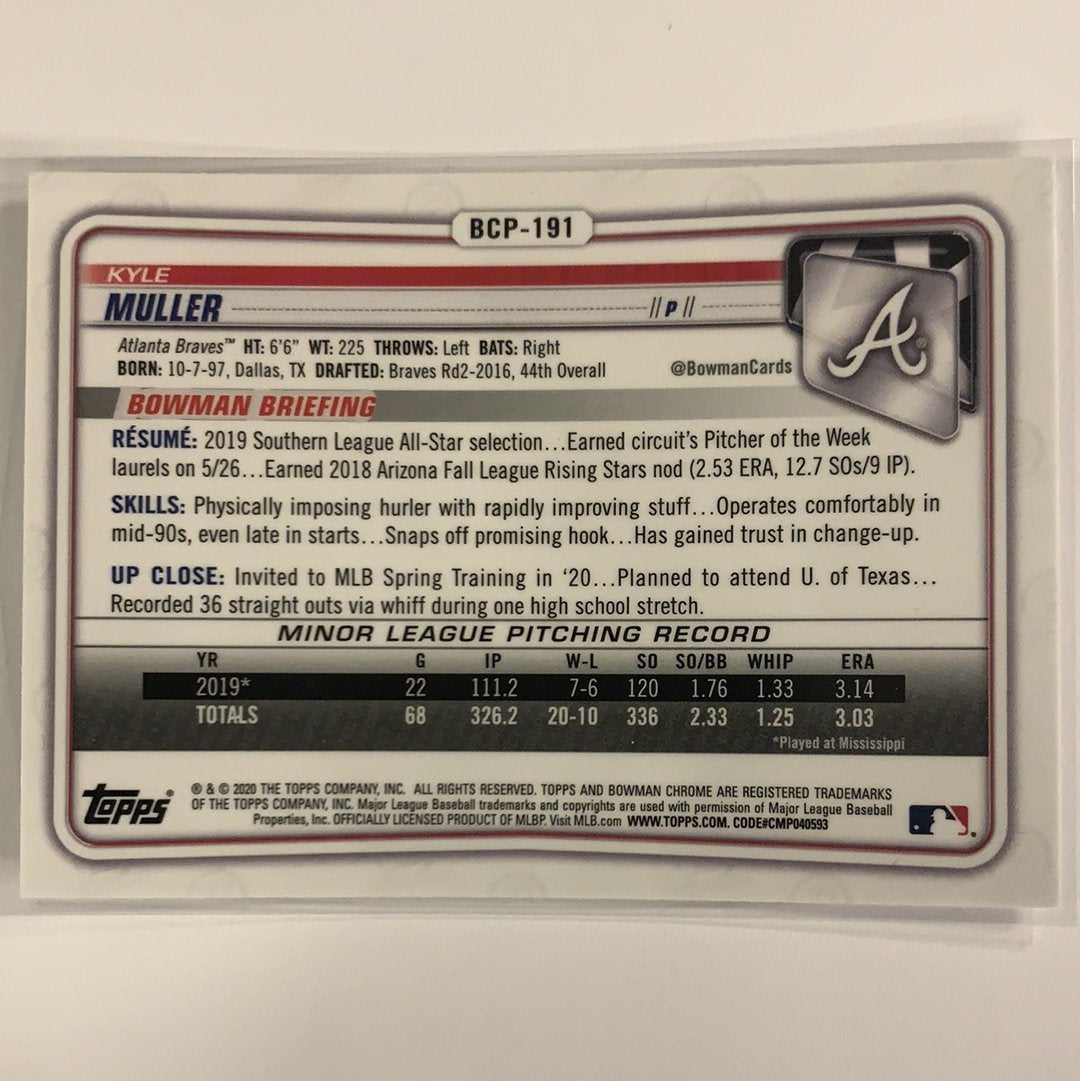 BCP-191
KYLE
MULLER // P //
Atlanta Braves™ HT: 6'6" WT: 225 THROWS: Left BATS: Right
BORN: 10-7-97, Dallas, TX DRAFTED: Braves Rd2-2016, 44th Overall
@BowmanCards
A®
BOWMAN BRIEFING
RÉSUMÉ: 2019 Southern League All-Star selection...Earned circuit's Pitcher of the Week
laurels on 5/26...Earned 2018 Arizona Fall League Rising Stars nod (2.53 ERA, 12.7 SOs/9 IP).
SKILLS: Physically imposing hurler with rapidly improving stuff...Operates comfortably in
mid-90s, even late in starts...Snaps off promising hook...Has gained trust in change-up.
UP CLOSE: Invited to MLB Spring Training in '20...Planned to attend U. of Texas...
Recorded 36 straight outs via whiff during one high school stretch.
MINOR LEAGUE PITCHING RECORD
YR G IP W-L SO SO/BB WHIP ERA
2019* 22 111.2 7-6 120 1.76 1.33 3.14
TOTALS 68 326.2 20-10 336 2.33 1.25 3.03
*Played at Mississippi
topps®
® & © 2020 THE TOPPS COMPANY, INC. ALL RIGHTS RESERVED. TOPPS AND BOWMAN CHROME ARE REGISTERED TRADEMARKS
OF THE TOPPS COMPANY, INC. Major League Baseball trademarks and copyrights are used with permission of Major League Baseball
Properties, Inc. OFFICIALLY LICENSED PRODUCT OF MLBP. Visit MLB.com WWW.TOPPS.COM. CODE#CMP040593